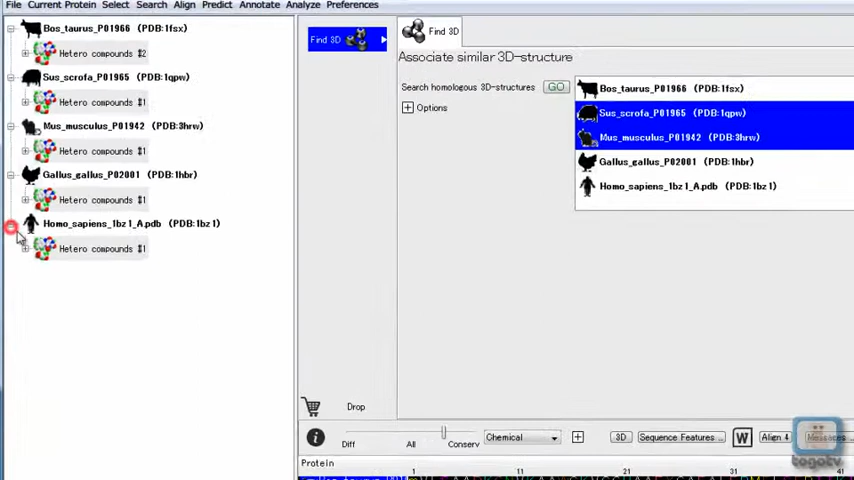 File Current Protein Select Search Align Predict Annotate Analyze Preferences
Bos_taurus_P01966 (PDB:1fsx)
Hetero compounds #2
Sus_scrofa_P01965 (PDB:1qpw)
Hetero compounds #1
Mus_musculus_P01942 (PDB:3hrw)
Hetero compounds #1
Gallus_gallus_P02001 (PDB:1hbr)
Hetero compounds #1
Homo_sapiens_1bz1_A.pdb (PDB:1bz1)
Hetero compounds #1
Find 3D
Find 3D
Associate similar 3D-structure
Search homologous 3D-structures GO
Options
Bos_taurus_P01966 (PDB:1fsx)
Sus_scrofa_P01965 (PDB:1qpw)
Mus_musculus_P01942 (PDB:3hrw)
Gallus_gallus_P02001 (PDB:1hbr)
Homo_sapiens_1bz1_A.pdb (PDB:1bz1)
Drop
Diff All Conserv Chemical 3D Sequence Features... W Align Messages
togotv
Protein 1 11 21 31 41